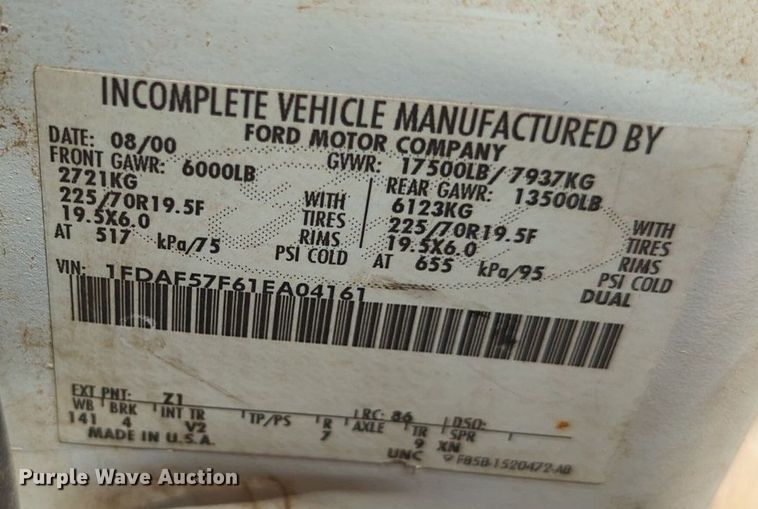 INCOMPLETE VEHICLE MANUFACTURED BY
FORD MOTOR COMPANY
DATE: 08/00
GVWR: 17500LB/ 7937KG
FRONT GAWR: 6000LB
2721KG
225/70R19.5F WITH TIRES
19.5X6.0 RIMS
AT 517 kPa/75 PSI COLD
REAR GAWR: 13500LB
6123KG WITH
225/70R19.5F TIRES
19.5X6.0 RIMS
AT 655 kPa/95 PSI COLD
DUAL
VIN: 1FDAF57F61EA04161
EXT PNT: Z1 RC: 86 DSO:
WB BRK INT TR TP/PS R AXLE TR SPR
141 4 V2 7 9 XN
MADE IN U.S.A. UNC F85B-1520472-AB
Purple Wave Auction